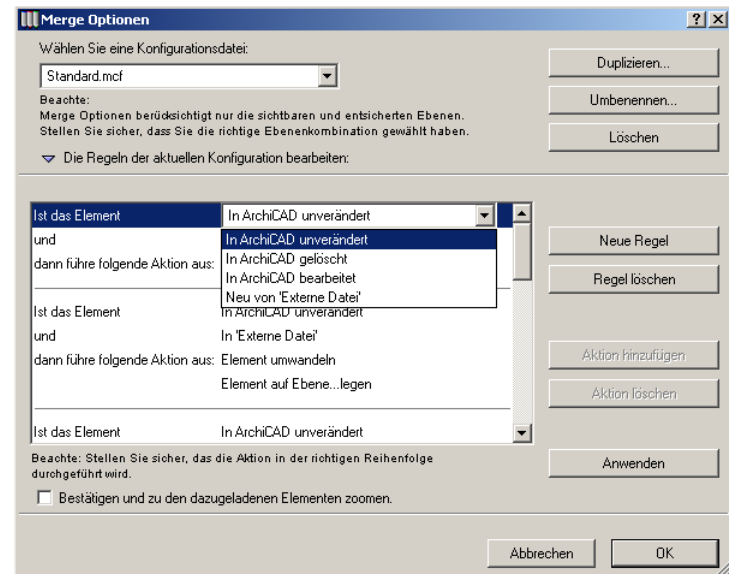 Merge Options
Wählen Sie eine Konfigurationsdatei:
Standard.mcf
Duplizieren...
Beachte:
Merge Optionen berücksichtigt nur die sichtbaren und entsicherten Ebenen.
Stellen Sie sicher, dass Sie die richtige Ebenenkombination gewählt haben.
Umbenennen...
Löschen
Die Regeln der aktuellen Konfiguration bearbeiten:
Ist das Element In ArchiCAD unverändert
und In ArchiCAD unverändert
dann führe folgende Aktion aus: In ArchiCAD gelöscht
In ArchiCAD bearbeitet
Neu von 'Externe Datei'
Neue Regel
Regel löschen
Ist das Element In ArchiCAD unverändert
und In 'Externe Datei'
dann führe folgende Aktion aus: Element umwandeln
Element auf Ebene...legen
Aktion hinzufügen
Aktion löschen
Ist das Element In ArchiCAD unverändert
Beachte: Stellen Sie sicher, das die Aktion in der richtigen Reihenfolge
durchgeführt wird.
Anwenden
Bestätigen und zu den dazugeladenen Elementen zoomen.
Abbrechen OK